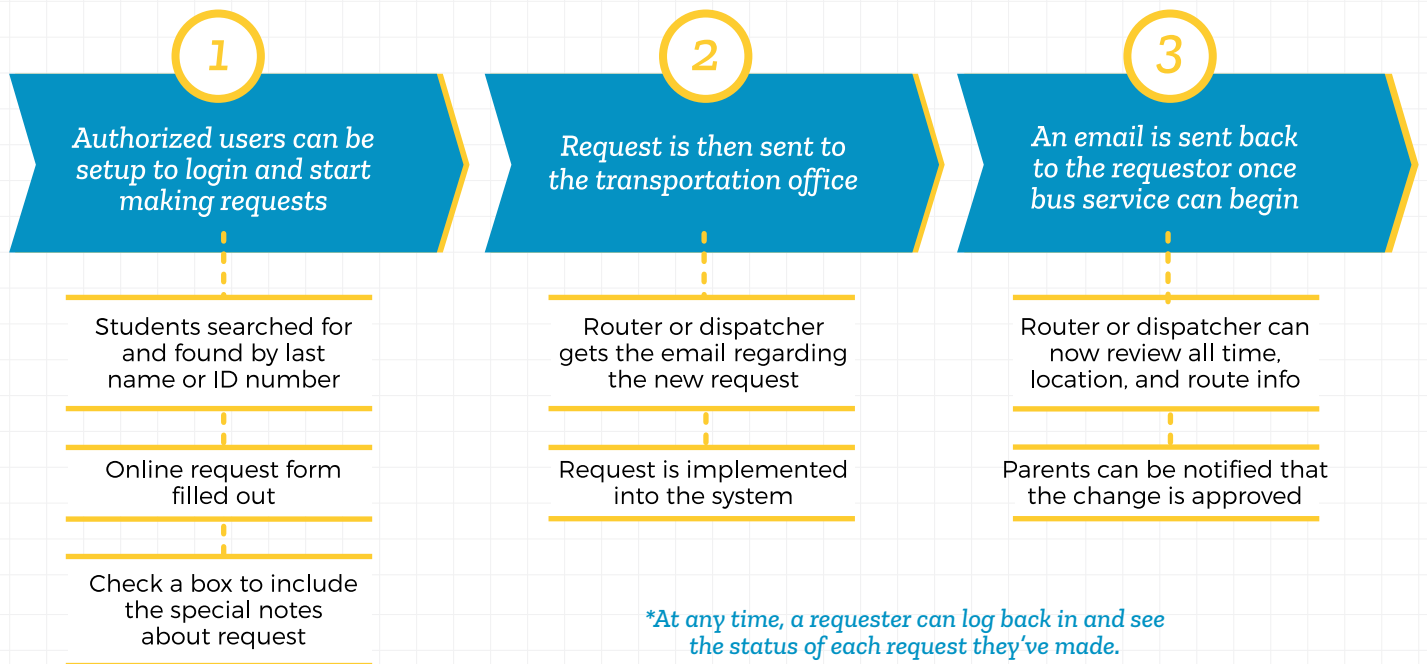 1
Authorized users can be
setup to login and start
making requests
Students searched for
and found by last
name or ID number
Online request form
filled out
Check a box to include
the special notes
about request
2
Request is then sent to
the transportation office
Router or dispatcher
gets the email regarding
the new request
Request is implemented
into the system
3
An email is sent back
to the requestor once
bus service can begin
Router or dispatcher can
now review all time,
location, and route info
Parents can be notified that
the change is approved
*At any time, a requester can log back in and see
the status of each request they’ve made.